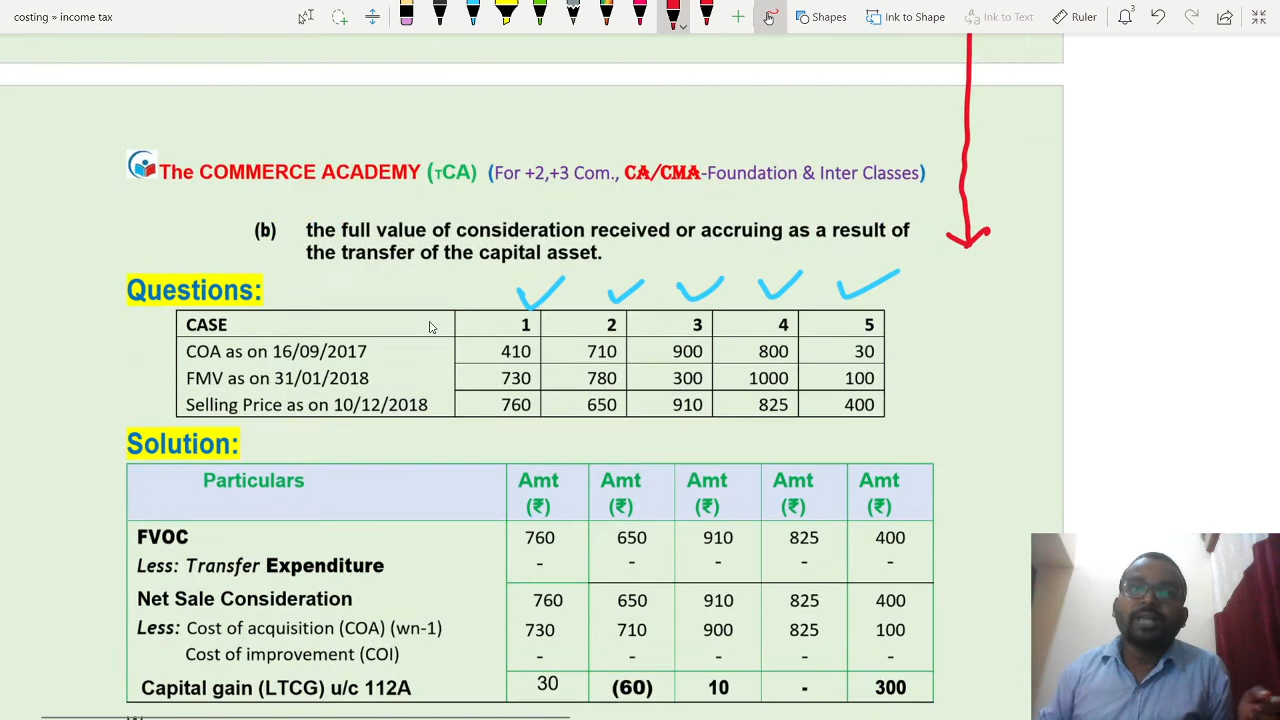 costing » income tax
Shapes
Ink to Shape
Ink to Text
Ruler
The COMMERCE ACADEMY (TCA) (For +2,+3 Com., CA/CMA-Foundation & Inter Classes)
(b) the full value of consideration received or accruing as a result of
the transfer of the capital asset.
Questions:
CASE 1 2 3 4 5
COA as on 16/09/2017 410 710 900 800 30
FMV as on 31/01/2018 730 780 300 1000 100
Selling Price as on 10/12/2018 760 650 910 825 400
Solution:
Particulars Amt (₹) Amt (₹) Amt (₹) Amt (₹) Amt (₹)
FVOC 760 650 910 825 400
Less: Transfer Expenditure - - - - -
Net Sale Consideration 760 650 910 825 400
Less: Cost of acquisition (COA) (wn-1) 730 710 900 825 100
Cost of improvement (COI) - - - - -
Capital gain (LTCG) u/c 112A 30 (60) 10 - 300